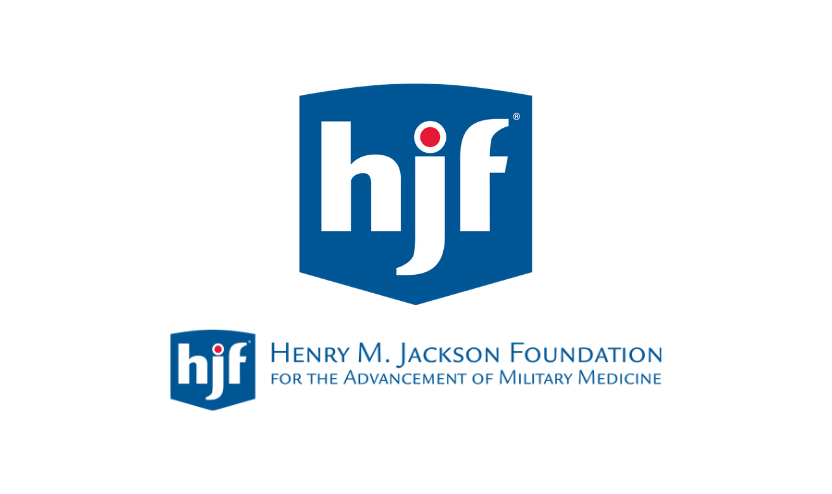 hjf®
hjf
Henry M. Jackson Foundation
for the Advancement of Military Medicine